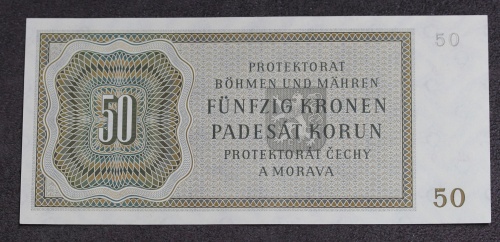 50
PROTEKTORAT
BÖHMEN UND MÄHREN
FÜNFZIG KRONEN
PADESÁT KORUN
PROTEKTORÁT ČECHY
A MORAVA
50
50